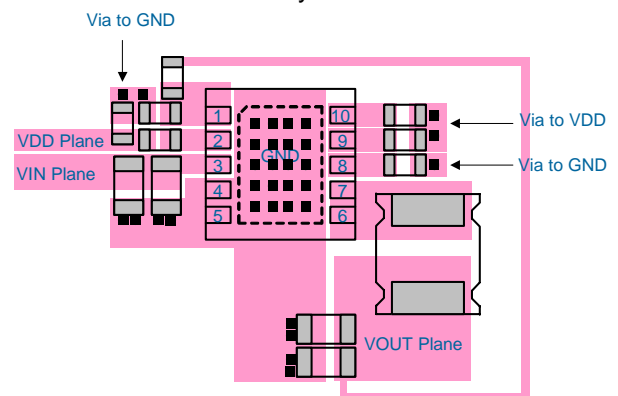 Via to GND
1
10
Via to VDD
VDD Plane
2
9
GND
VIN Plane
3
8
Via to GND
4
7
5
6
VOUT Plane